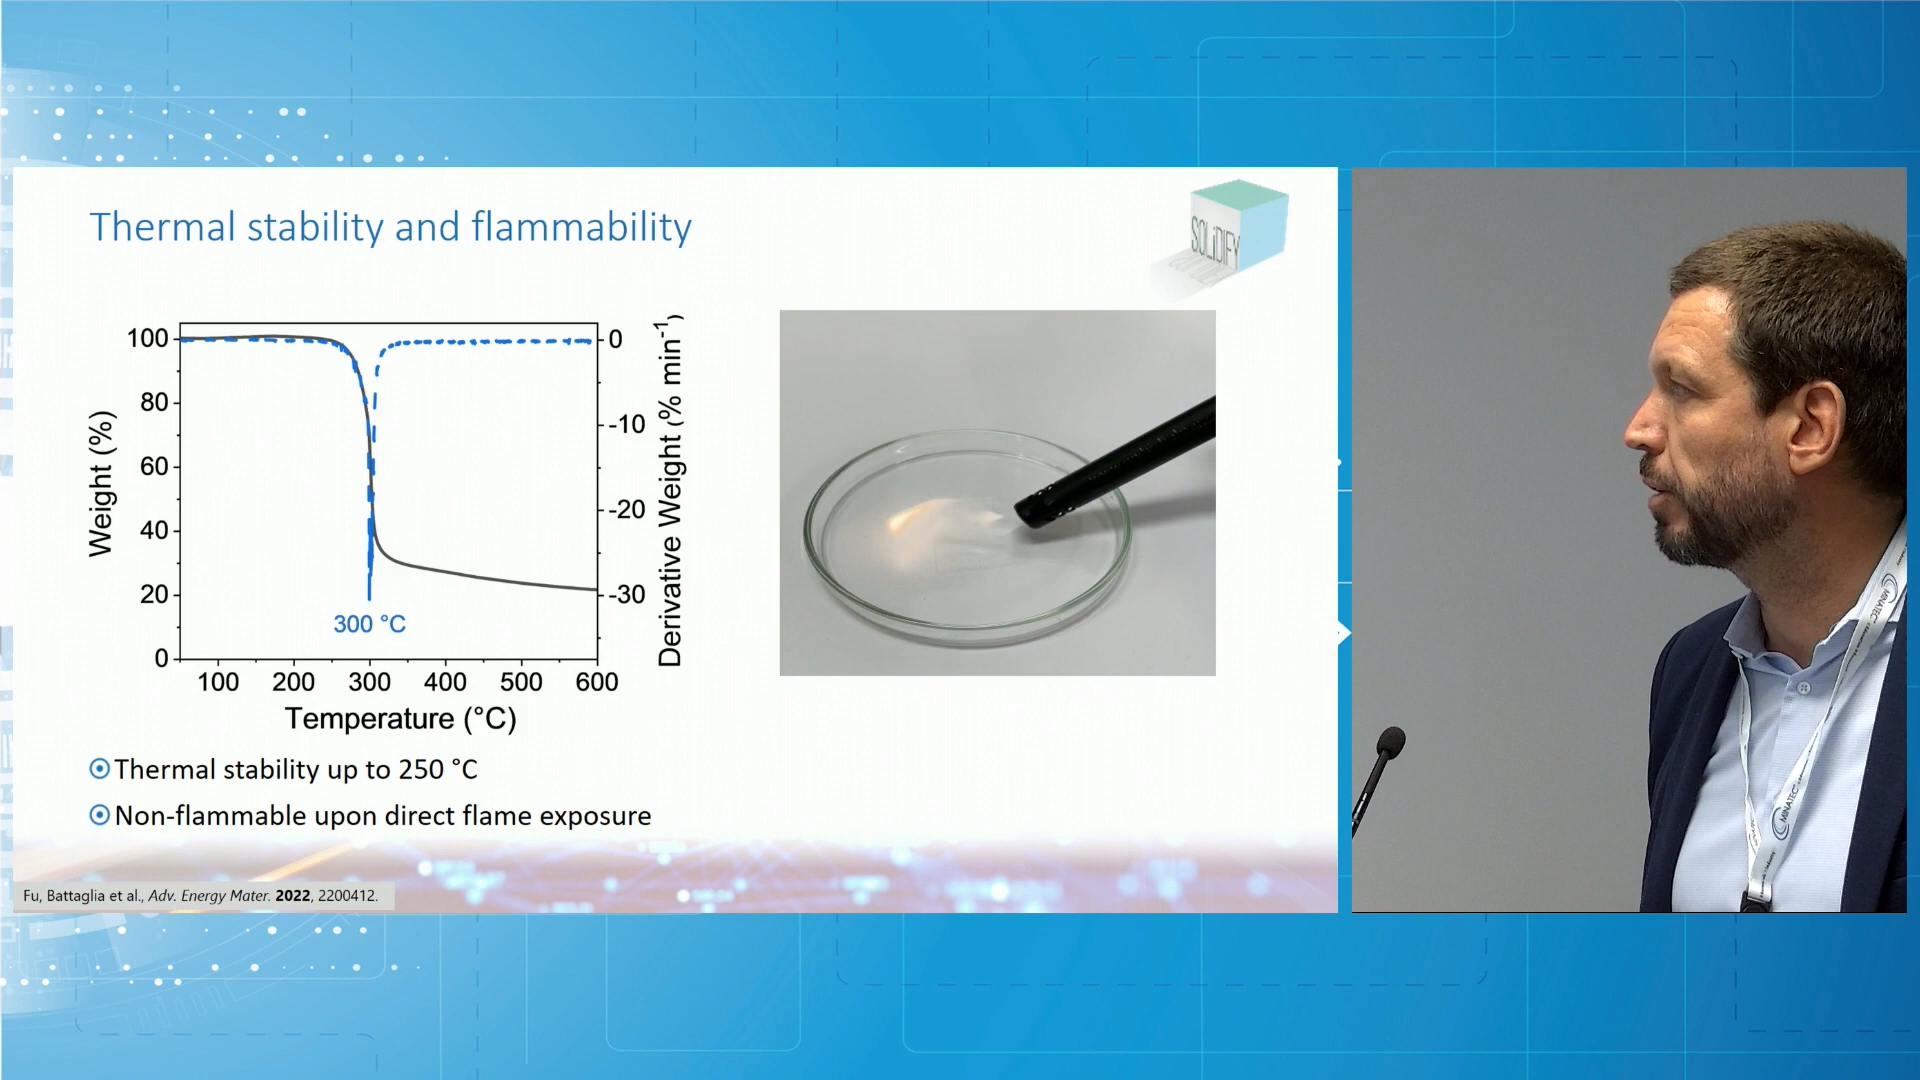 Thermal stability and flammability
SOLiDIFY
100
80
60
40
20
0
Weight (%)
0
-10
-20
-30
Derivative Weight (% min⁻¹)
300 °C
100 200 300 400 500 600
Temperature (°C)
Thermal stability up to 250 °C
Non-flammable upon direct flame exposure
Fu, Battaglia et al., Adv. Energy Mater. 2022, 2200412.
MINATEC
MINATEC